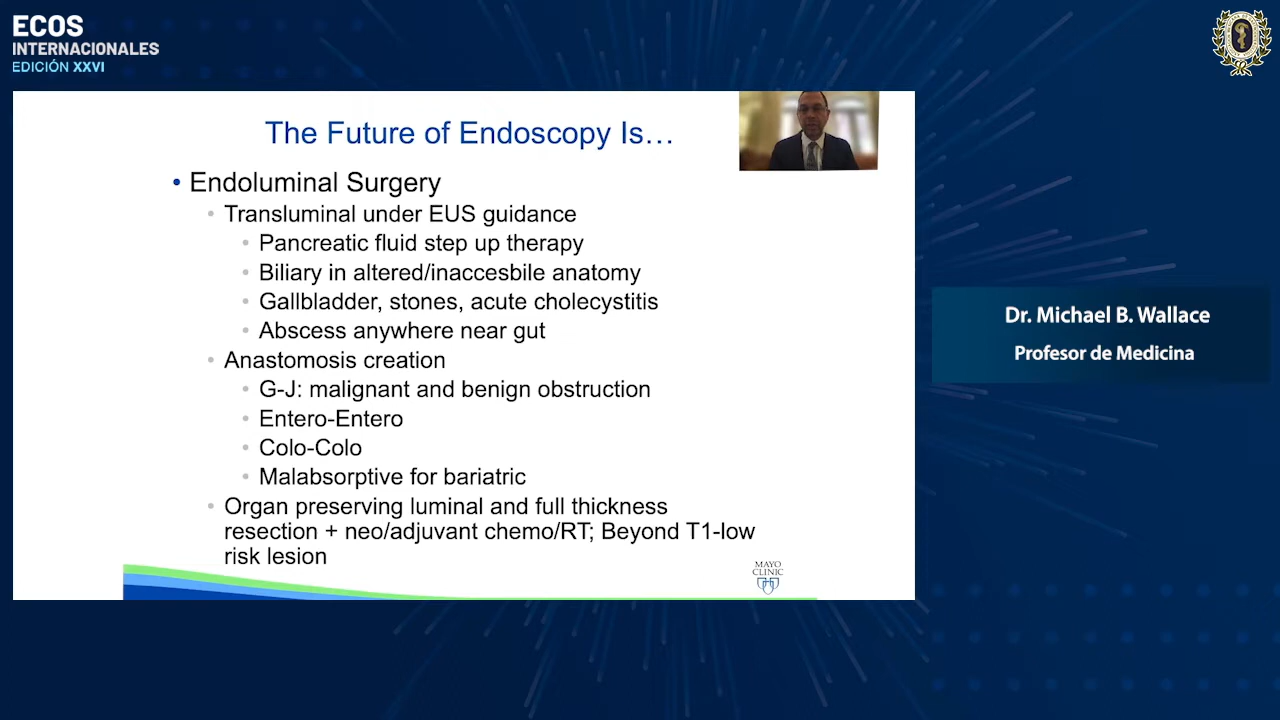 ECOS
INTERNACIONALES
EDICIÓN XXVI
The Future of Endoscopy Is…
• Endoluminal Surgery
• Transluminal under EUS guidance
• Pancreatic fluid step up therapy
• Biliary in altered/inaccesbile anatomy
• Gallbladder, stones, acute cholecystitis
• Abscess anywhere near gut
• Anastomosis creation
• G-J: malignant and benign obstruction
• Entero-Entero
• Colo-Colo
• Malabsorptive for bariatric
• Organ preserving luminal and full thickness
resection + neo/adjuvant chemo/RT; Beyond T1-low
risk lesion
MAYO
CLINIC
Dr. Michael B. Wallace
Profesor de Medicina